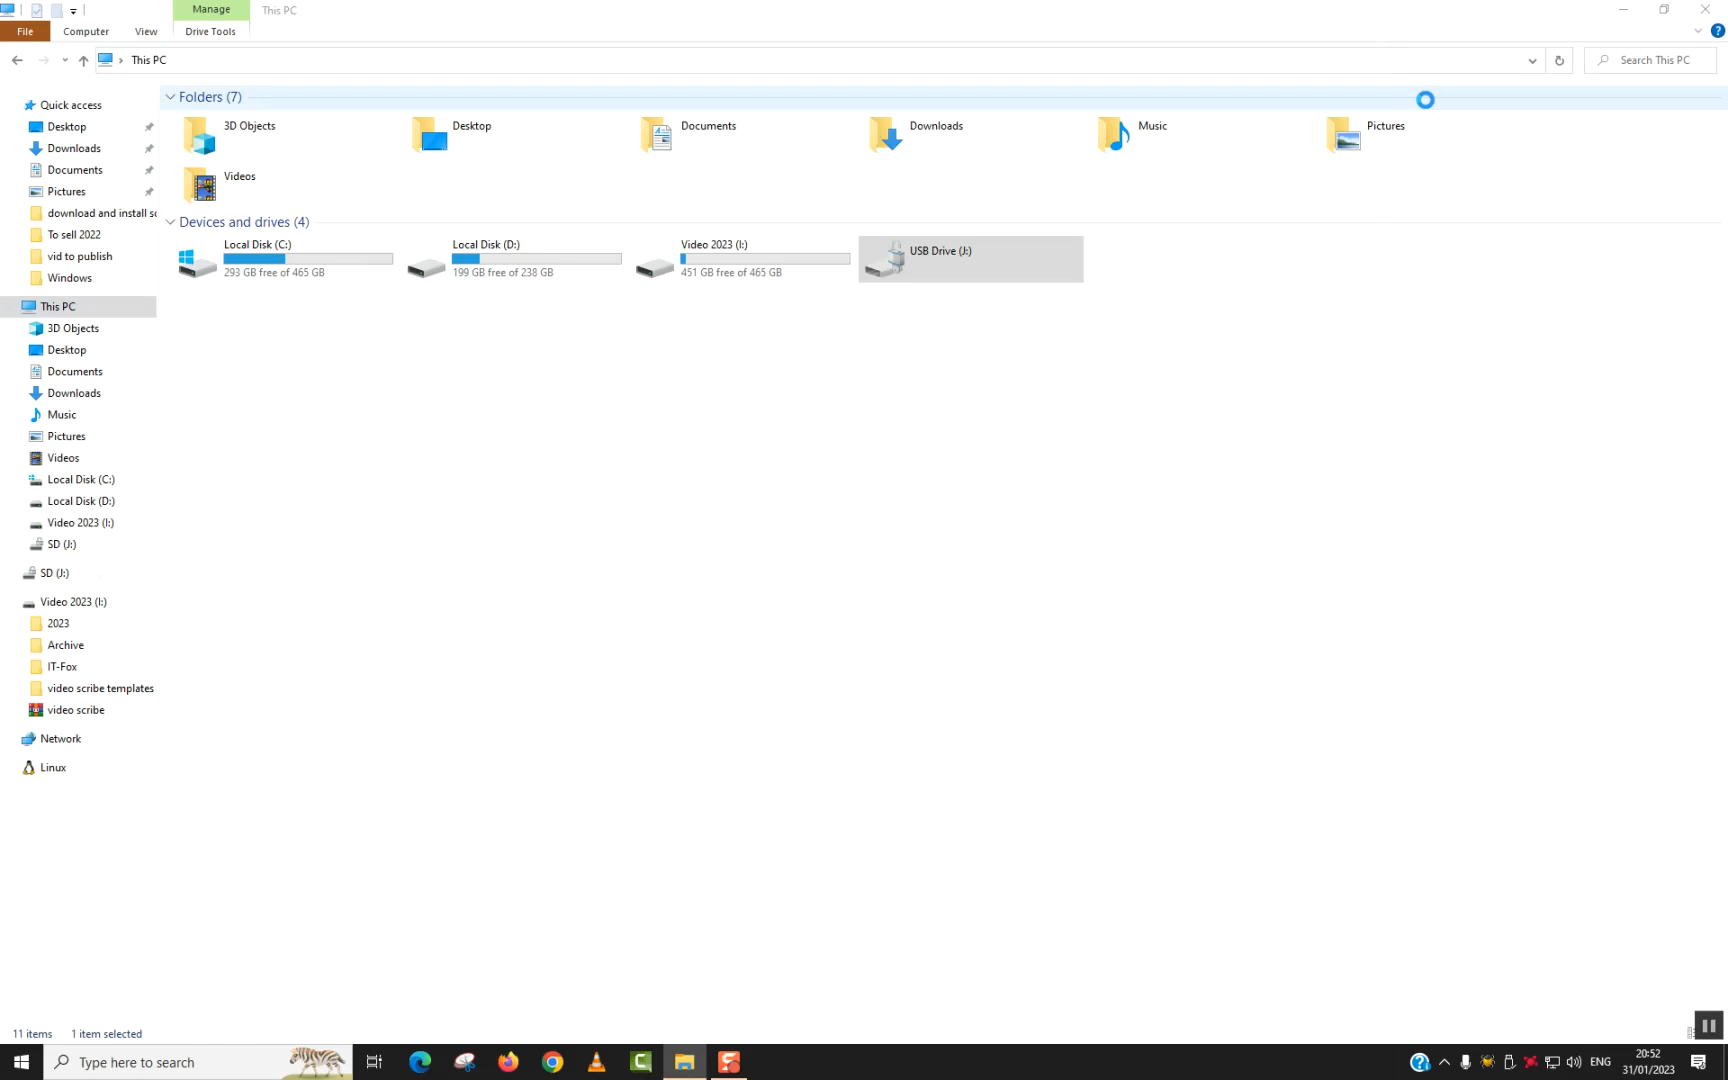 Manage
This PC
File
Computer
View
Drive Tools
This PC
Search This PC
Quick access
Desktop
Downloads
Documents
Pictures
download and install sc
To sell 2022
vid to publish
Windows
This PC
3D Objects
Desktop
Documents
Downloads
Music
Pictures
Videos
Local Disk (C:)
Local Disk (D:)
Video 2023 (I:)
SD (J:)
SD (J:)
Video 2023 (I:)
2023
Archive
IT-Fox
video scribe templates
video scribe
Network
Linux
Folders (7)
3D Objects
Desktop
Documents
Downloads
Music
Pictures
Videos
Devices and drives (4)
Local Disk (C:)
293 GB free of 465 GB
Local Disk (D:)
199 GB free of 238 GB
Video 2023 (I:)
451 GB free of 465 GB
USB Drive (J:)
11 items
1 item selected
Type here to search
ENG
20:52
31/01/2023